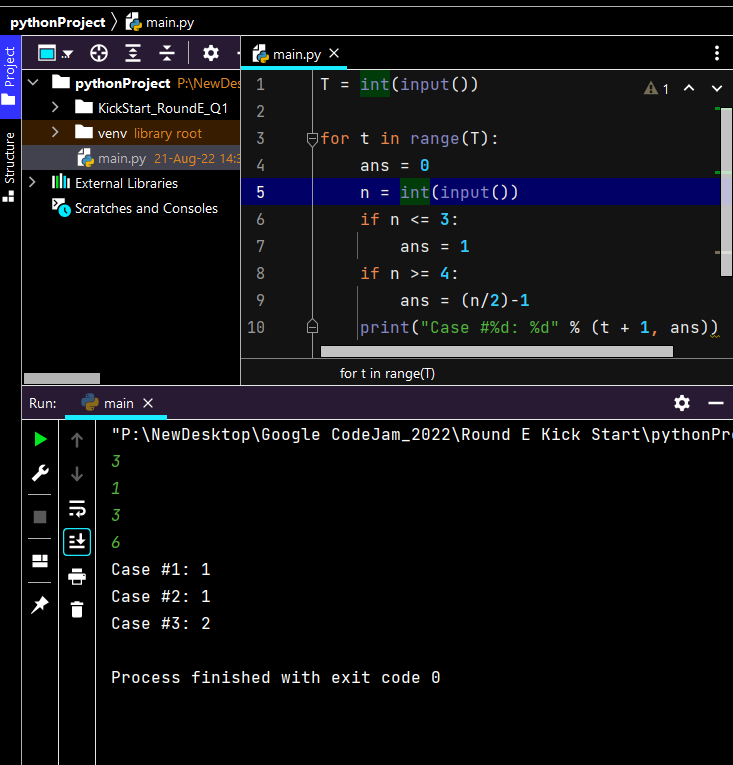 pythonProject main.py
Project
Structure
pythonProject P:\NewDes
KickStart_RoundE_Q1
venv library root
main.py 21-Aug-22 14:3
External Libraries
Scratches and Consoles
main.py
1
1 T = int(input())
2
3 for t in range(T):
4 ans = 0
5 n = int(input())
6 if n <= 3:
7 ans = 1
8 if n >= 4:
9 ans = (n/2)-1
10 print("Case #%d: %d" % (t + 1, ans))
for t in range(T)
Run: main
"P:\NewDesktop\Google CodeJam_2022\Round E Kick Start\pythonPr
3
1
3
6
Case #1: 1
Case #2: 1
Case #3: 2
Process finished with exit code 0